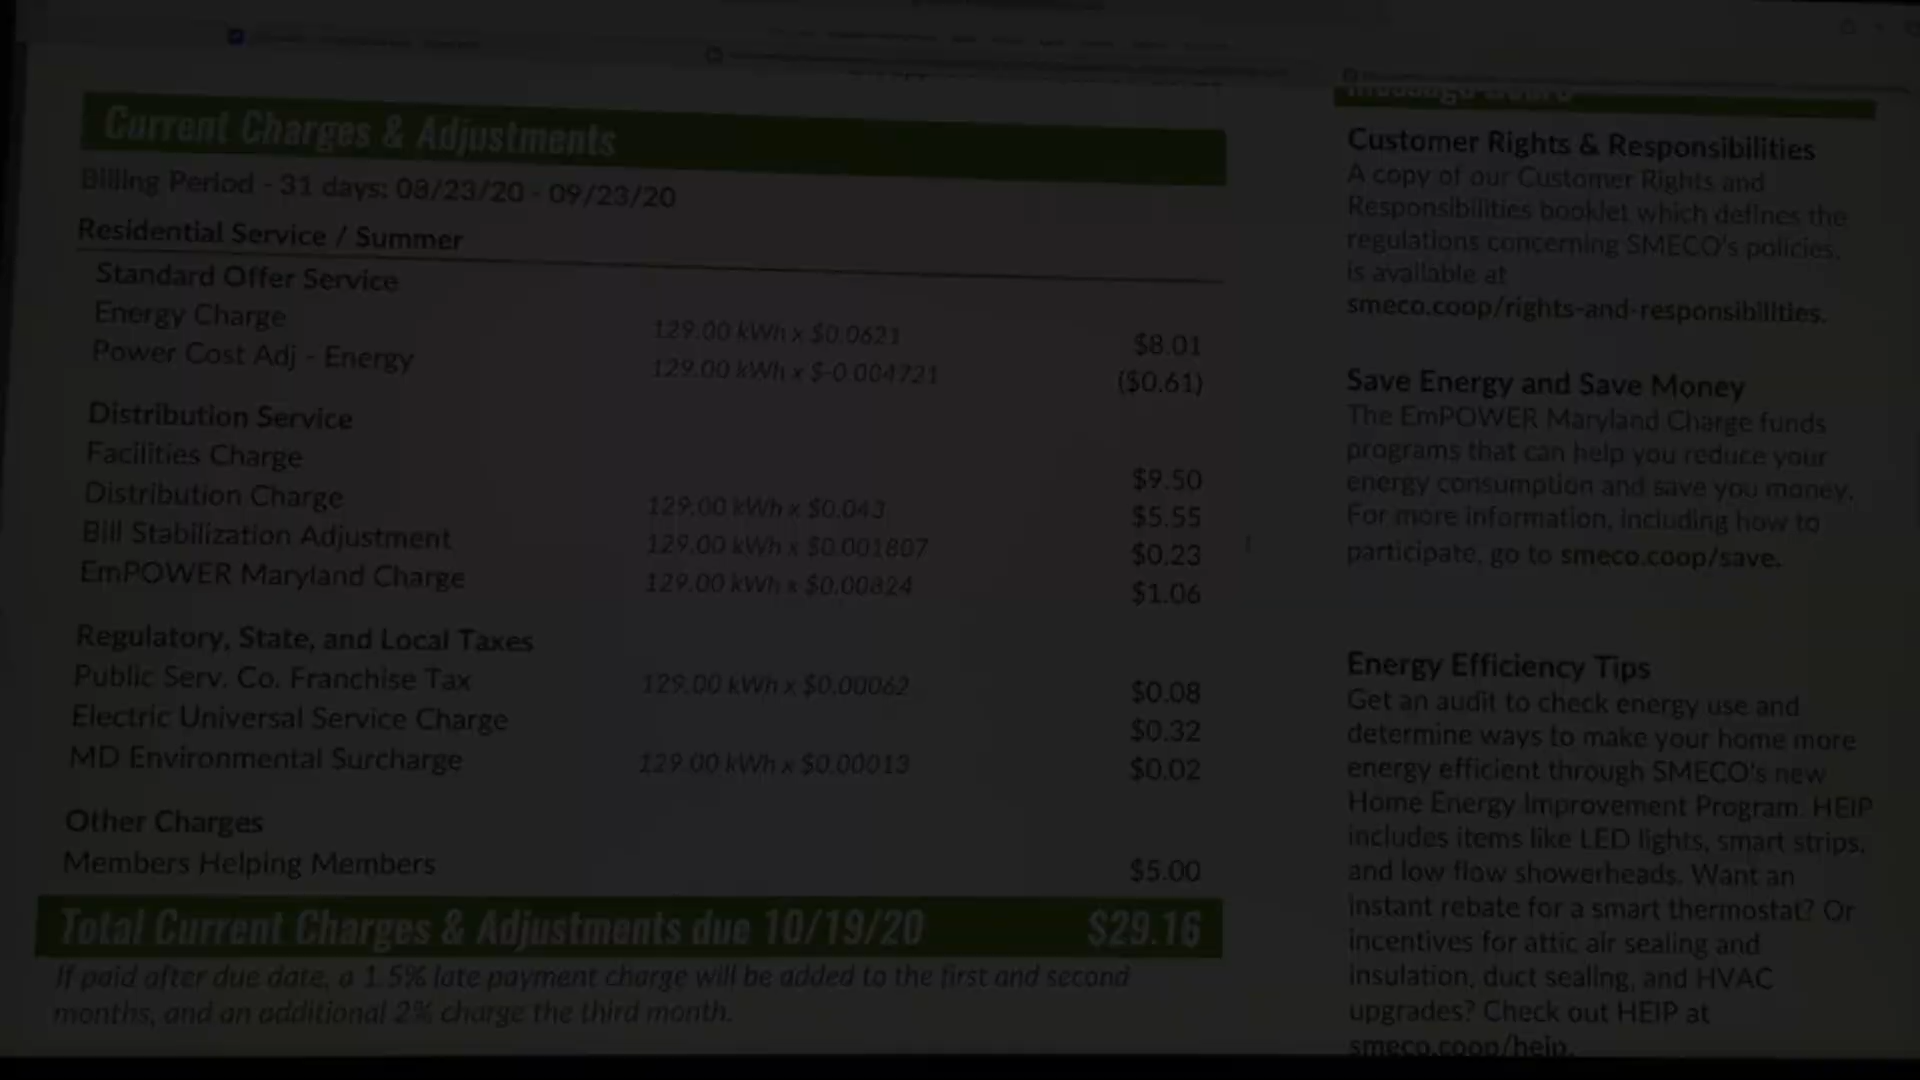 Current Charges & Adjustments
Billing Period - 31 days: 08/23/20 - 09/23/20
Residential Service / Summer
Standard Offer Service
Energy Charge 129.00 kWh x $0.0621 $8.01
Power Cost Adj - Energy 129.00 kWh x $-0.004721 ($0.61)
Distribution Service
Facilities Charge $9.50
Distribution Charge 129.00 kWh x $0.043 $5.55
Bill Stabilization Adjustment 129.00 kWh x $0.001807 $0.23
EmPOWER Maryland Charge 129.00 kWh x $0.00824 $1.06
Regulatory, State, and Local Taxes
Public Serv. Co. Franchise Tax 129.00 kWh x $0.00062 $0.08
Electric Universal Service Charge $0.32
MD Environmental Surcharge 129.00 kWh x $0.00013 $0.02
Other Charges
Members Helping Members $5.00
Total Current Charges & Adjustments due 10/19/20 $29.16
If paid after due date, a 1.5% late payment charge will be added to the first and second
months, and an additional 2% charge the third month.
Customer Rights & Responsibilities
A copy of our Customer Rights and
Responsibilities booklet which defines the
regulations concerning SMECO's policies,
is available at
smeco.coop/rights-and-responsibilities.
Save Energy and Save Money
The EmPOWER Maryland Charge funds
programs that can help you reduce your
energy consumption and save you money.
For more information, including how to
participate, go to smeco.coop/save.
Energy Efficiency Tips
Get an audit to check energy use and
determine ways to make your home more
energy efficient through SMECO's new
Home Energy Improvement Program. HEIP
includes items like LED lights, smart strips,
and low flow showerheads. Want an
instant rebate for a smart thermostat? Or
incentives for attic air sealing and
insulation, duct sealing, and HVAC
upgrades? Check out HEIP at
smeco.coop/heip.